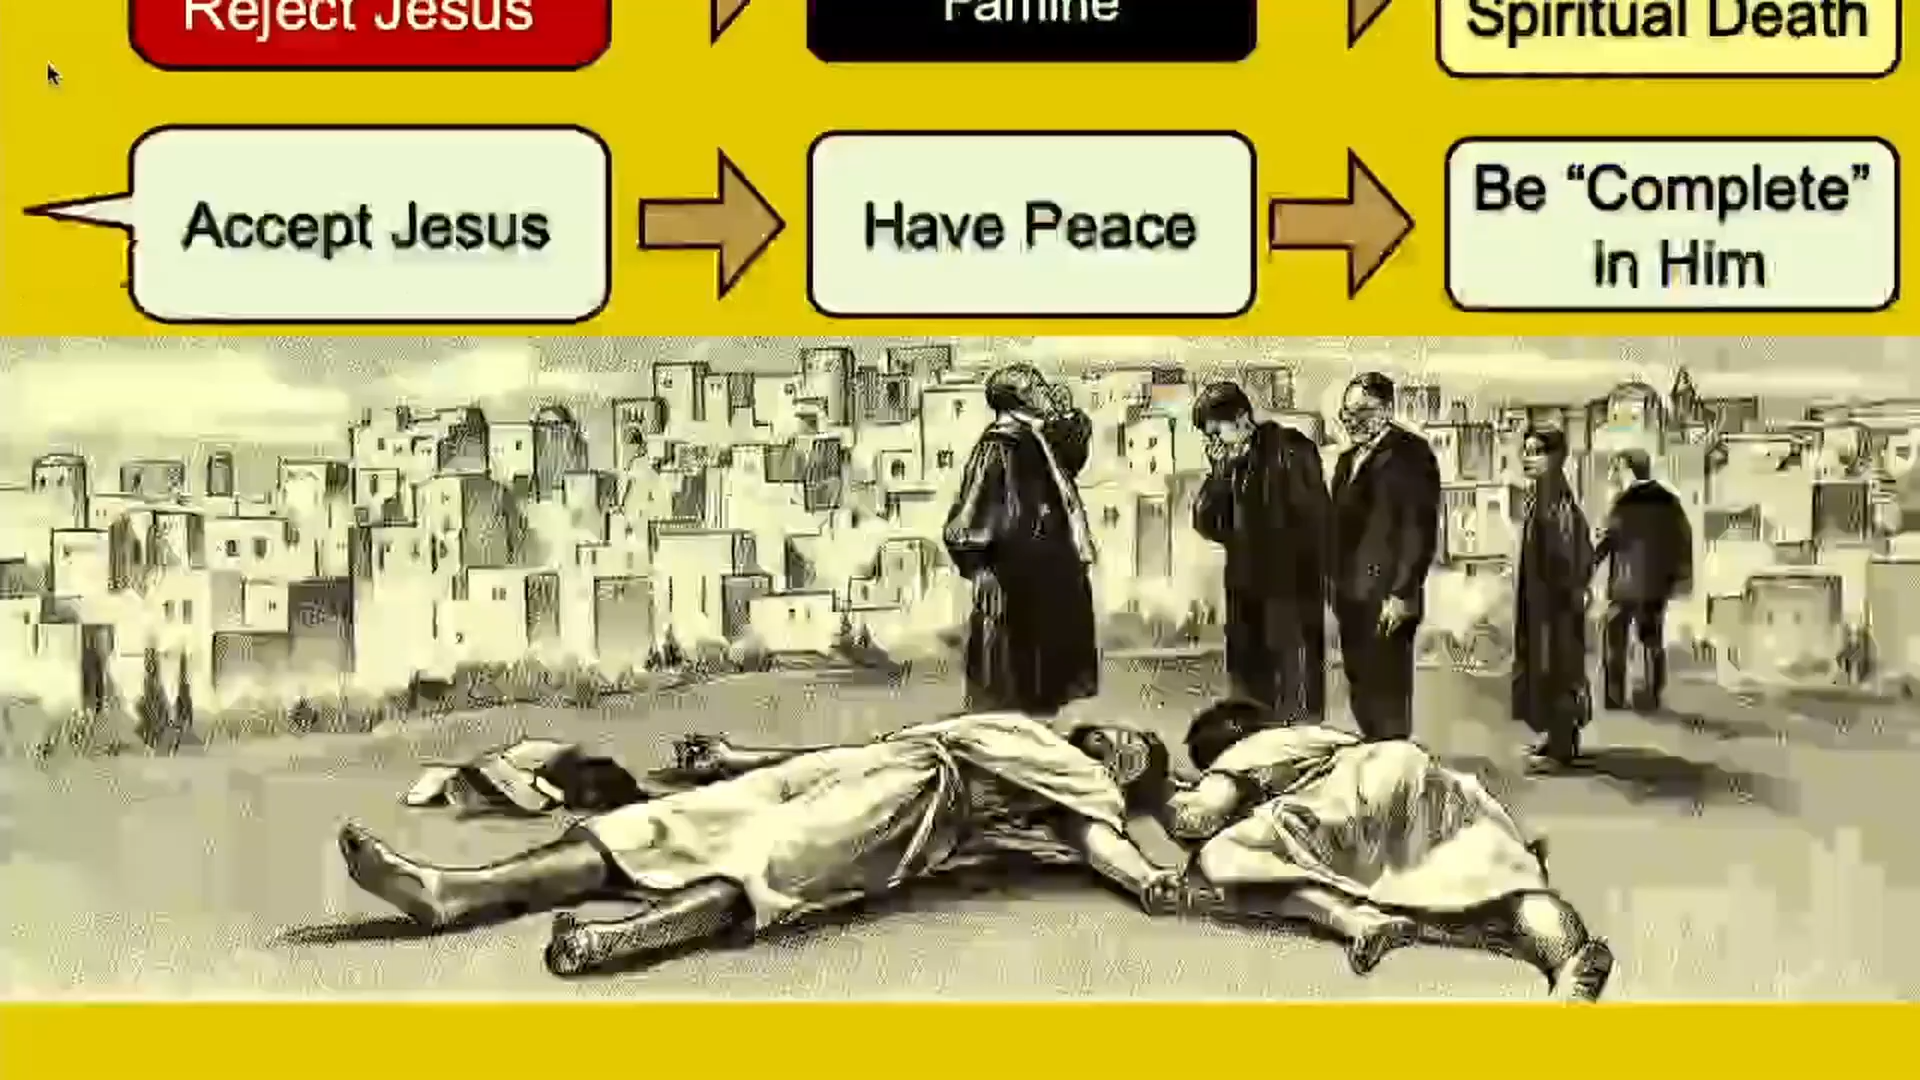 Reject Jesus
Famine
Spiritual Death
Accept Jesus
Have Peace
Be “Complete”
in Him